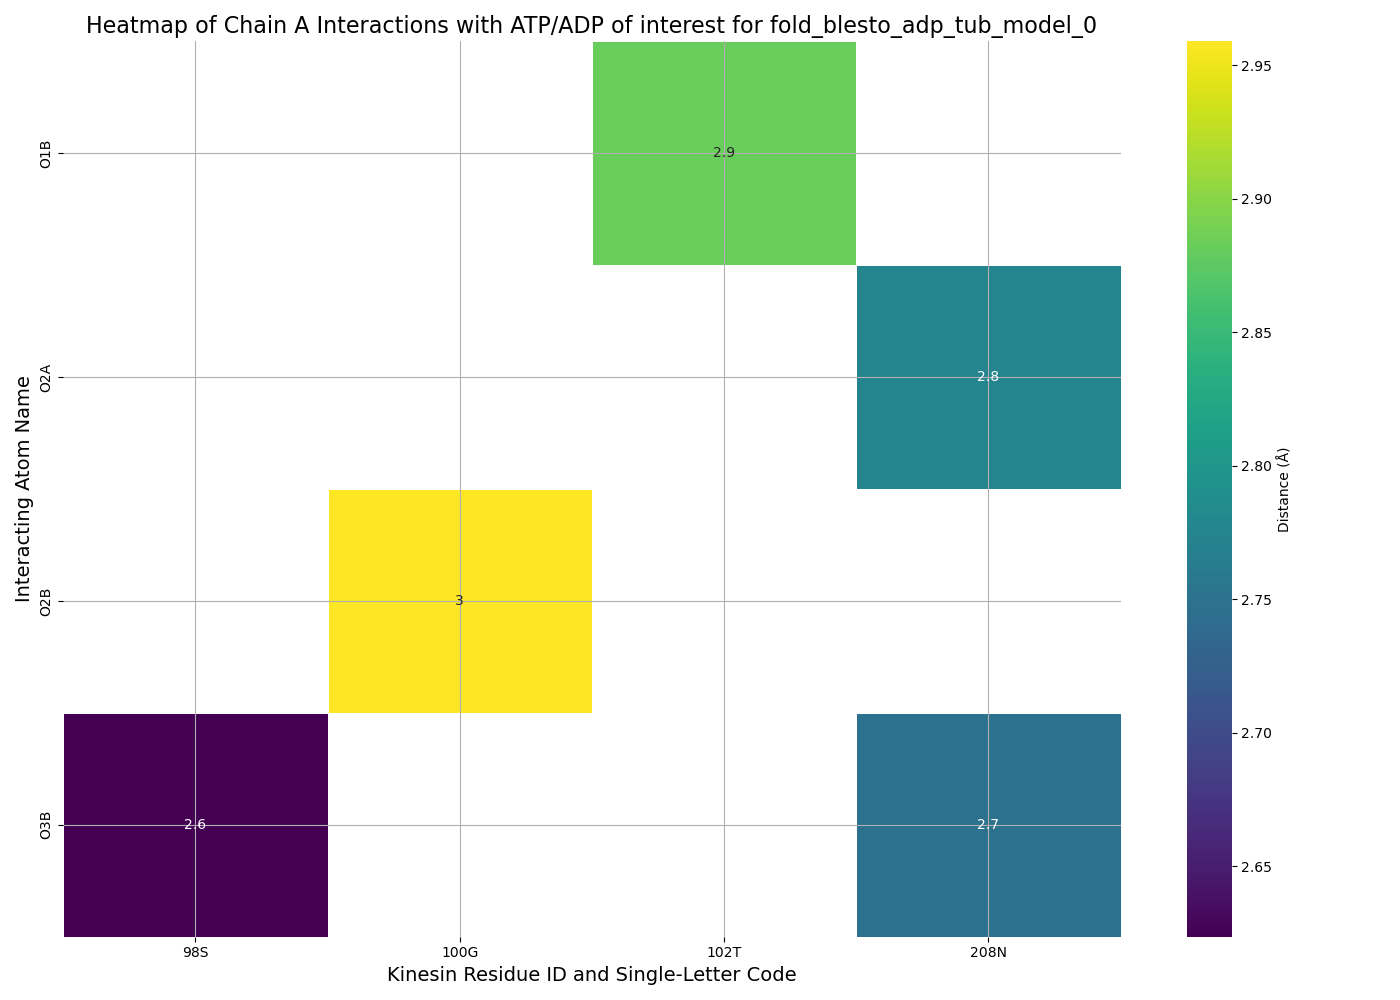 Heatmap of Chain A Interactions with ATP/ADP of interest for fold_blesto_adp_tub_model_0
Interacting Atom Name
O1B
O2A
O2B
O3B
2.9
2.8
3
2.6
2.7
98S
100G
102T
208N
Kinesin Residue ID and Single-Letter Code
2.95
2.90
2.85
2.80
2.75
2.70
2.65
Distance (Å)